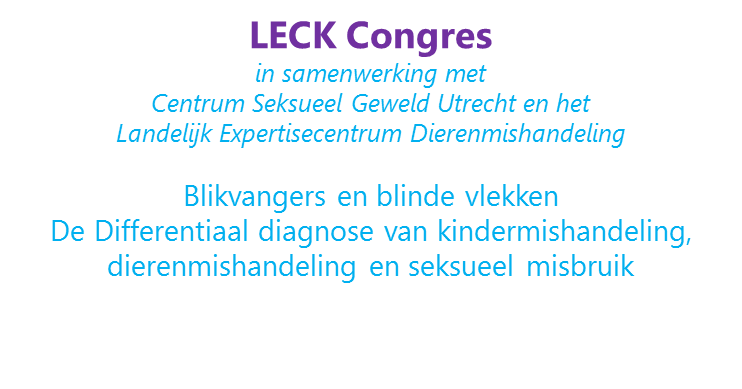 LECK Congres
in samenwerking met
Centrum Seksueel Geweld Utrecht en het
Landelijk Expertisecentrum Dierenmishandeling
Blikvangers en blinde vlekken
De Differentiaal diagnose van kindermishandeling,
dierenmishandeling en seksueel misbruik